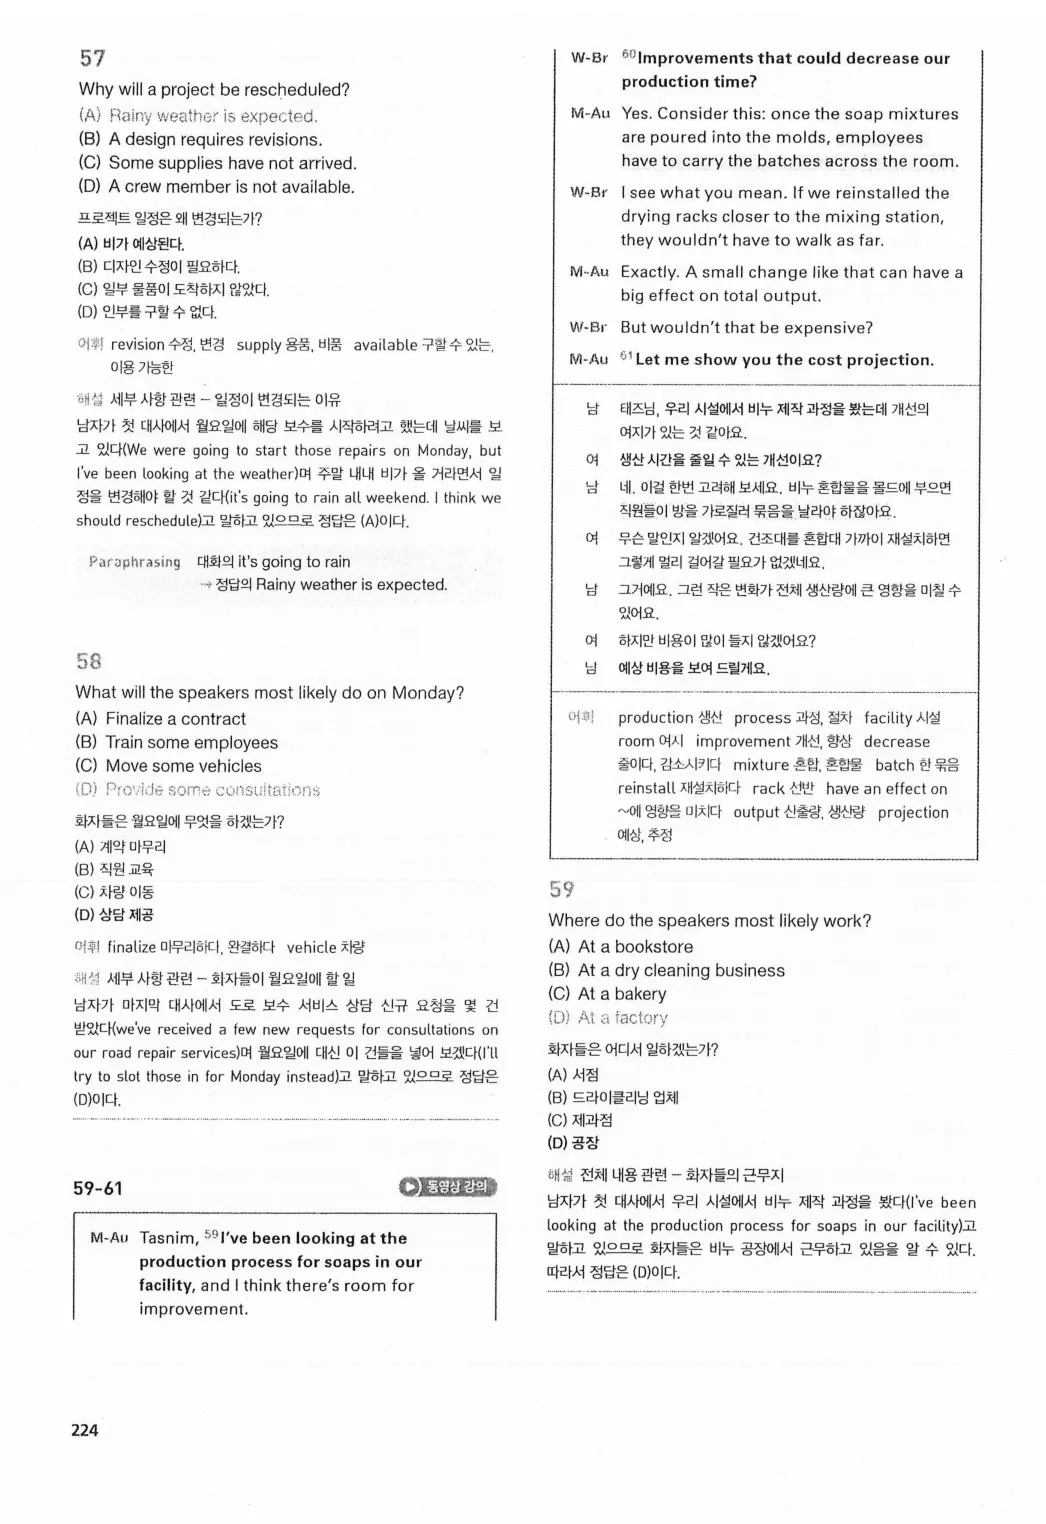 57
Why will a project be rescheduled?
(A) Rainy weather is expected.
(B) A design requires revisions.
(C) Some supplies have not arrived.
(D) A crew member is not available.
프로젝트 일정은 왜 변경되는가?
(A) 비가 예상된다.
(B) 디자인 수정이 필요하다.
(C) 일부 물품이 도착하지 않았다.
(D) 인부를 구할 수 없다.
어휘 revision 수정, 변경 supply 용품, 비품 available 구할 수 있는,
이용 가능한
해설 세부 사항 관련 – 일정이 변경되는 이유
남자가 첫 대사에서 월요일에 해당 보수를 시작하려고 했는데 날씨를 보
고 있다(We were going to start those repairs on Monday, but
I've been looking at the weather)며 주말 내내 비가 올 거라면서 일
정을 변경해야 할 것 같다(it's going to rain all weekend. I think we
should reschedule)고 말하고 있으므로 정답은 (A)이다.
Paraphrasing 대화의 it's going to rain
→ 정답의 Rainy weather is expected.
58
What will the speakers most likely do on Monday?
(A) Finalize a contract
(B) Train some employees
(C) Move some vehicles
(D) Provide some consultations
화자들은 월요일에 무엇을 하겠는가?
(A) 계약 마무리
(B) 직원 교육
(C) 차량 이동
(D) 상담 제공
어휘 finalize 마무리하다, 완결하다 vehicle 차량
해설 세부 사항 관련 – 화자들이 월요일에 할 일
남자가 마지막 대사에서 도로 보수 서비스 상담 신규 요청을 몇 건
받았다(we've received a few new requests for consultations on
our road repair services)며 월요일에 대신 이 건들을 넣어 보겠다(I'll
try to slot those in for Monday instead)고 말하고 있으므로 정답은
(D)이다.
59-61 동영상 강의
M-Au Tasnim, 59 I've been looking at the
production process for soaps in our
facility, and I think there's room for
improvement.
W-Br 60 Improvements that could decrease our
production time?
M-Au Yes. Consider this: once the soap mixtures
are poured into the molds, employees
have to carry the batches across the room.
W-Br I see what you mean. If we reinstalled the
drying racks closer to the mixing station,
they wouldn't have to walk as far.
M-Au Exactly. A small change like that can have a
big effect on total output.
W-Br But wouldn't that be expensive?
M-Au 61 Let me show you the cost projection.
남 태즈님, 우리 시설에서 비누 제작 과정을 봤는데 개선의
여지가 있는 것 같아요.
여 생산 시간을 줄일 수 있는 개선이요?
남 네. 이걸 한번 고려해 보세요. 비누 혼합물을 몰드에 부으면
직원들이 방을 가로질러 묶음을 날라야 하잖아요.
여 무슨 말인지 알겠어요. 건조대를 혼합대 가까이 재설치하면
그렇게 멀리 걸어갈 필요가 없겠네요.
남 그거예요. 그런 작은 변화가 전체 생산량에 큰 영향을 미칠 수
있어요.
여 하지만 비용이 많이 들지 않겠어요?
남 예상 비용을 보여 드릴게요.
어휘 production 생산 process 과정, 절차 facility 시설
room 여시 improvement 개선, 향상 decrease
줄이다, 감소시키다 mixture 혼합, 혼합물 batch 한 묶음
reinstall 재설치하다 rack 선반 have an effect on
~에 영향을 미치다 output 산출량, 생산량 projection
예상, 추정
59
Where do the speakers most likely work?
(A) At a bookstore
(B) At a dry cleaning business
(C) At a bakery
(D) At a factory
화자들은 어디서 일하겠는가?
(A) 서점
(B) 드라이클리닝 업체
(C) 제과점
(D) 공장
해설 전체 내용 관련 – 화자들의 근무지
남자가 첫 대사에서 우리 시설에서 비누 제작 과정을 봤다(I've been
looking at the production process for soaps in our facility)고
말하고 있으므로 화자들은 비누 공장에서 근무하고 있음을 알 수 있다.
따라서 정답은 (D)이다.
224